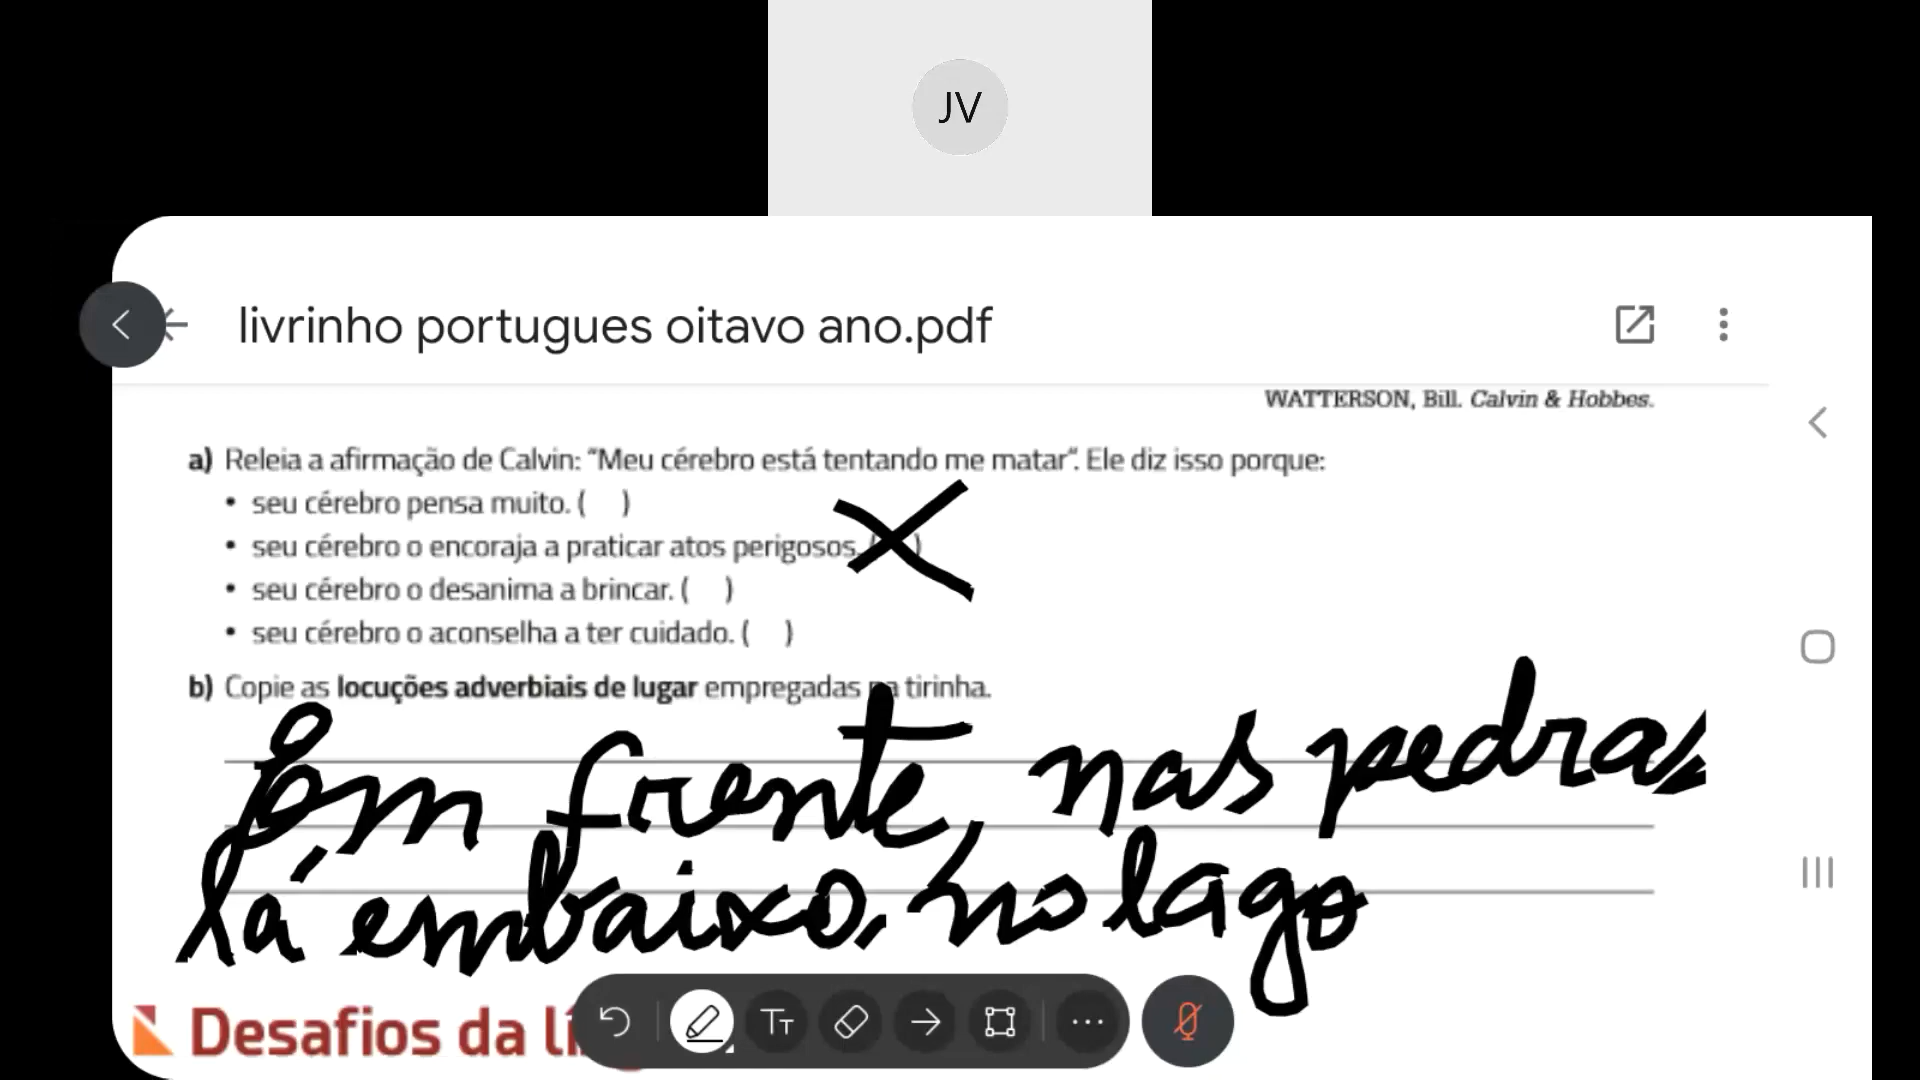 JV
livrinho portugues oitavo ano.pdf
WATTERSON, Bill. Calvin & Hobbes.
a) Releia a afirmação de Calvin: "Meu cérebro está tentando me matar". Ele diz isso porque:
• seu cérebro pensa muito. ( )
• seu cérebro o encoraja a praticar atos perigosos. (X)
• seu cérebro o desanima a brincar. ( )
• seu cérebro o aconselha a ter cuidado. ( )
b) Copie as locuções adverbiais de lugar empregadas na tirinha.
Em frente, nas pedras
lá embaixo, no lago
Desafios da lí